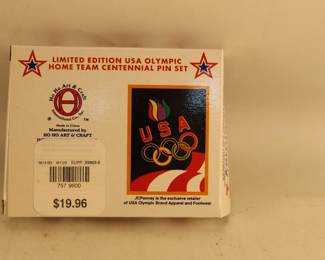 LIMITED EDITION USA OLYMPIC
HOME TEAM CENTENNIAL PIN SET
Ho Ho Art & Craft
Made in China
Manufactured by
HO HO ART & CRAFT
757 9800
$19.96
USA
JCPenney is the exclusive retailer
of USA Olympic Brand Apparel and Footwear